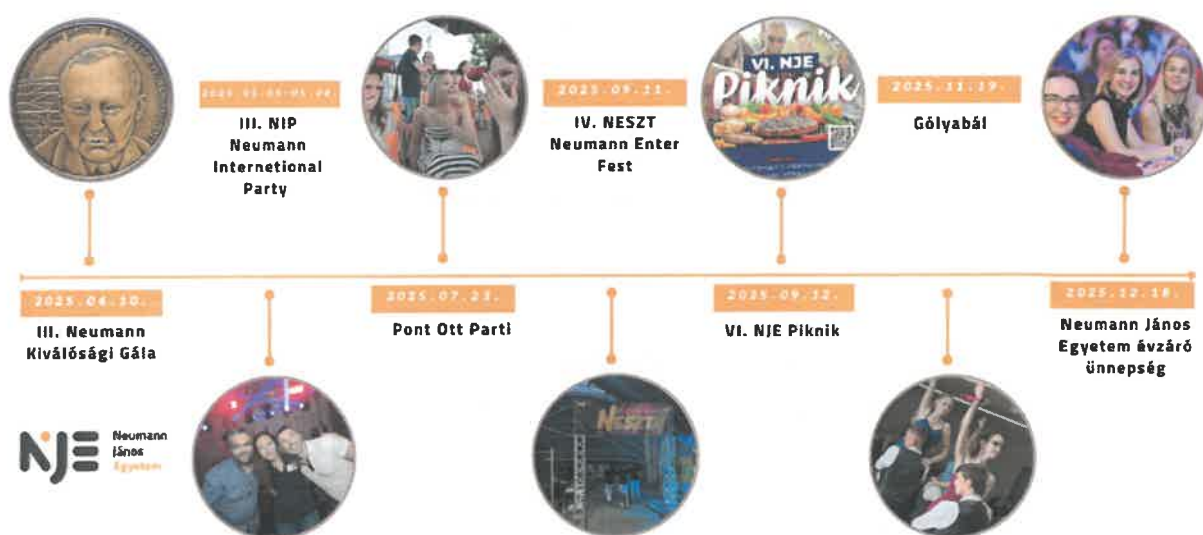 III. NIP
Neumann
Internetional
Party
2025.09.11.
IV. NESZT
Neumann Enter
Fest
VI. NJE
Piknik
2025.11.19.
Gólyabál
2025.04.10.
III. Neumann
Kiválósági Gála
2025.07.23.
Pont Ott Parti
2025.09.12.
VI. NJE Piknik
2025.12.18.
Neumann János
Egyetem évzáró
ünnepség
NJE
Neumann
János
Egyetem
NESZT